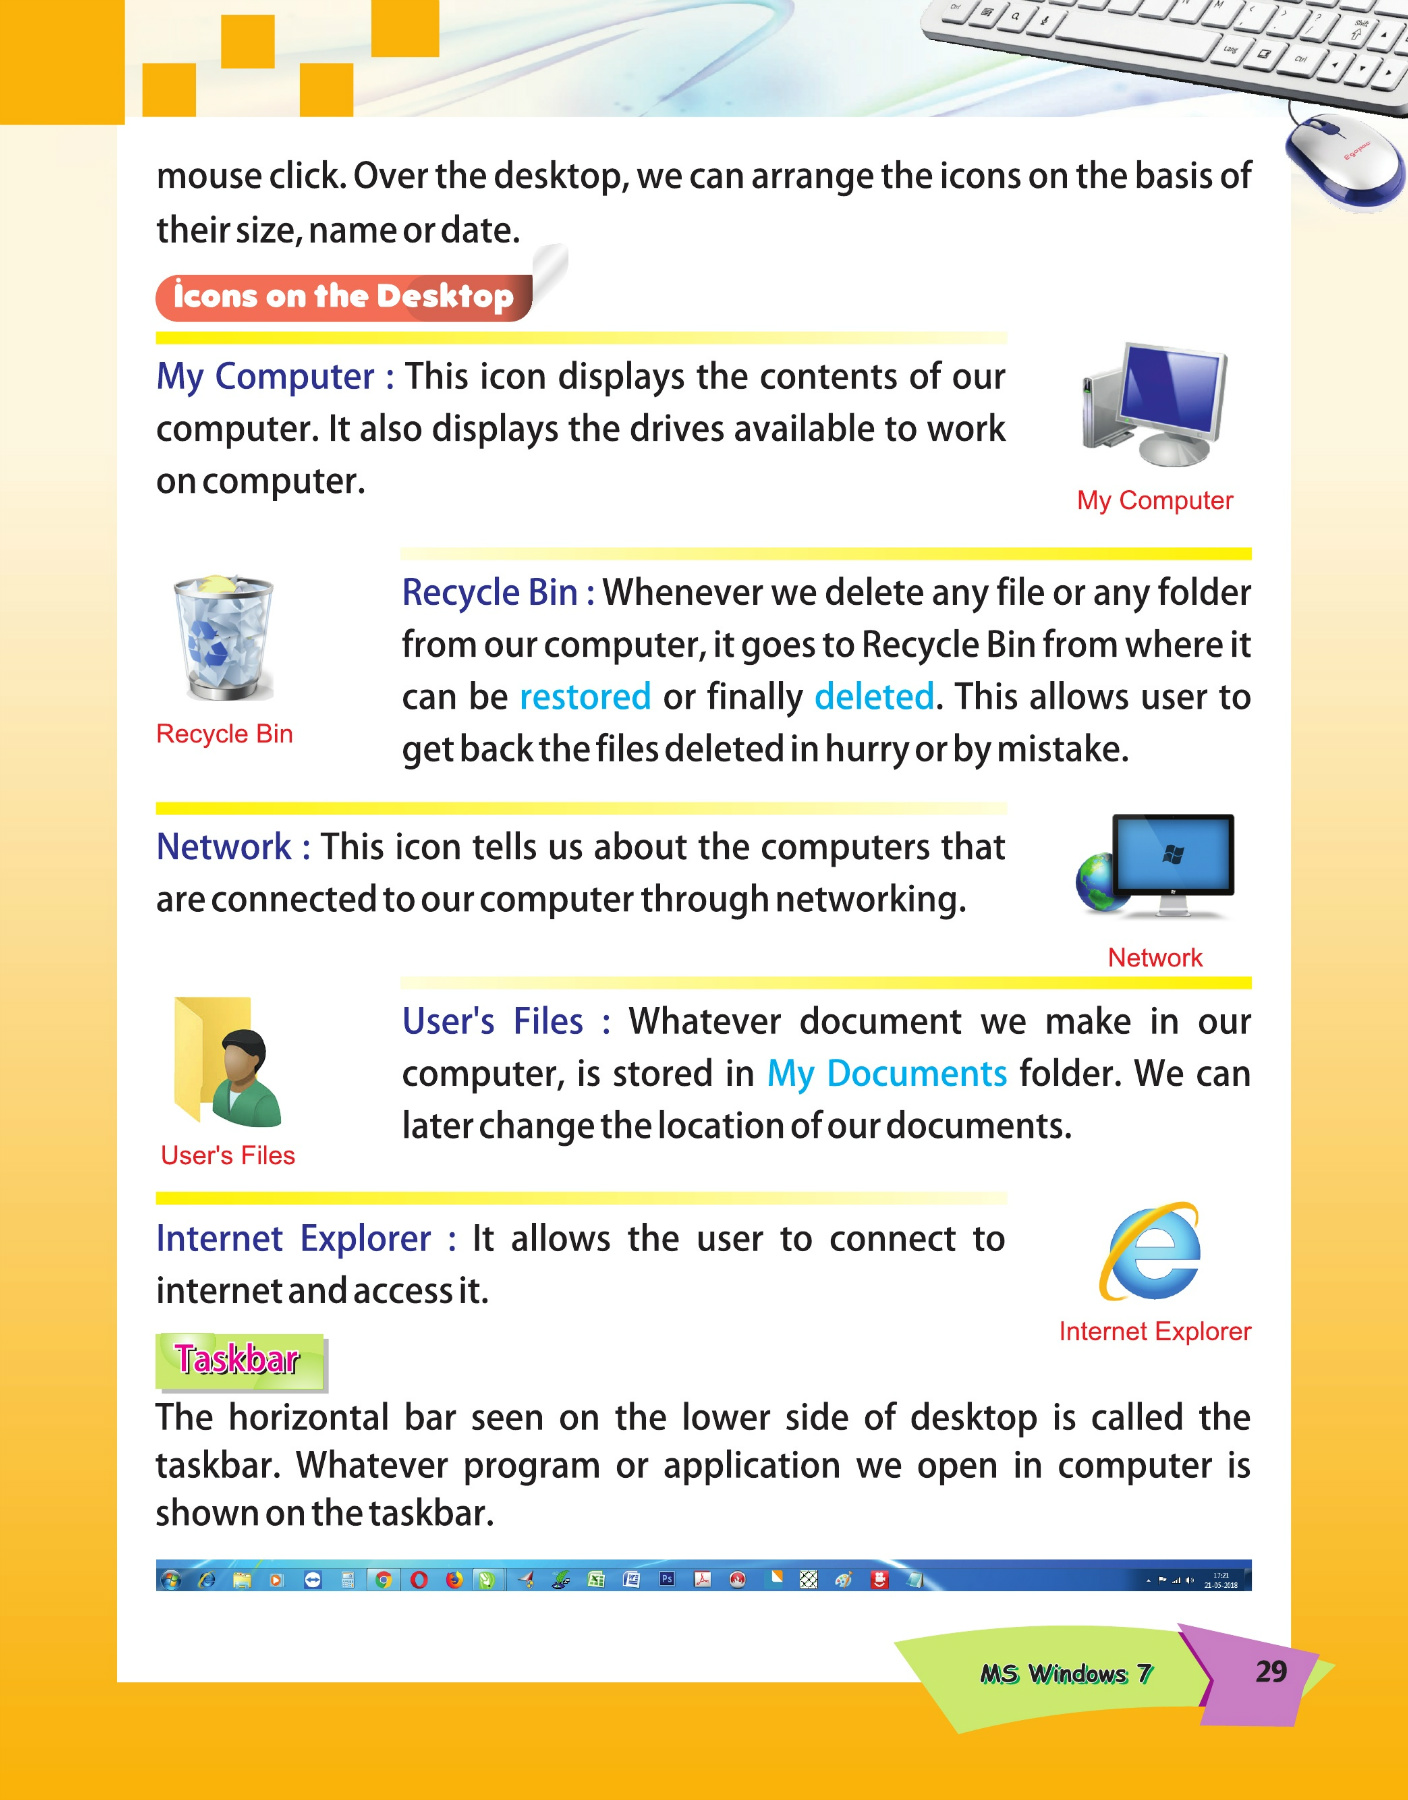 mouse click. Over the desktop, we can arrange the icons on the basis of
their size, name or date.
Icons on the Desktop
My Computer : This icon displays the contents of our
computer. It also displays the drives available to work
on computer.
My Computer
Recycle Bin : Whenever we delete any file or any folder
from our computer, it goes to Recycle Bin from where it
can be restored or finally deleted. This allows user to
get back the files deleted in hurry or by mistake.
Recycle Bin
Network : This icon tells us about the computers that
are connected to our computer through networking.
Network
User's Files : Whatever document we make in our
computer, is stored in My Documents folder. We can
later change the location of our documents.
User's Files
Internet Explorer : It allows the user to connect to
internet and access it.
Internet Explorer
Taskbar
The horizontal bar seen on the lower side of desktop is called the
taskbar. Whatever program or application we open in computer is
shown on the taskbar.
Ps
17:21
21-05-2018
MS Windows 7
29